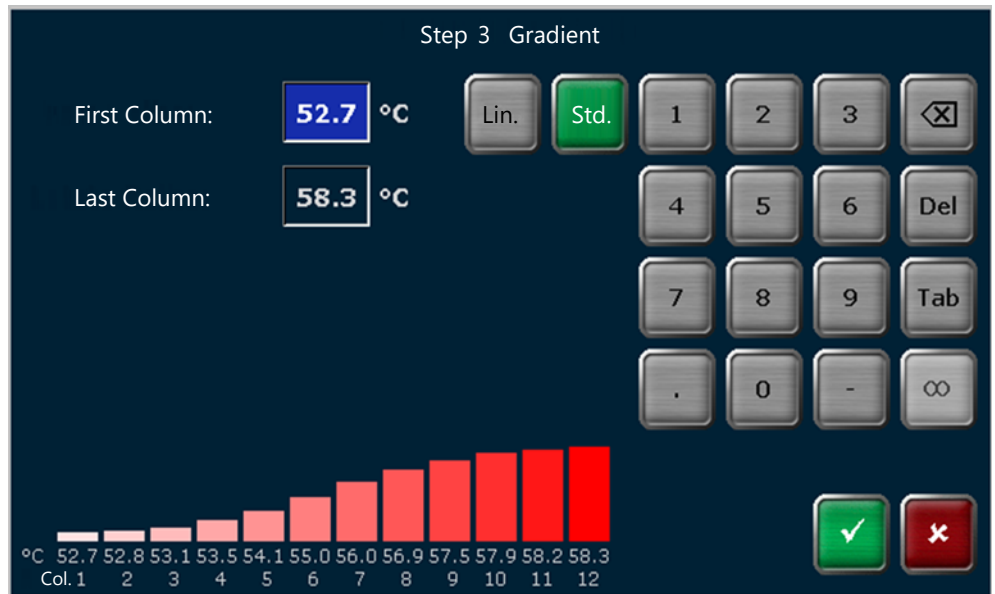 Step 3 Gradient
First Column: 52.7 °C Lin. Std. 1 2 3
Last Column: 58.3 °C 4 5 6 Del
7 8 9 Tab
. 0 - ∞
°C 52.7 52.8 53.1 53.5 54.1 55.0 56.0 56.9 57.5 57.9 58.2 58.3
Col. 1 2 3 4 5 6 7 8 9 10 11 12